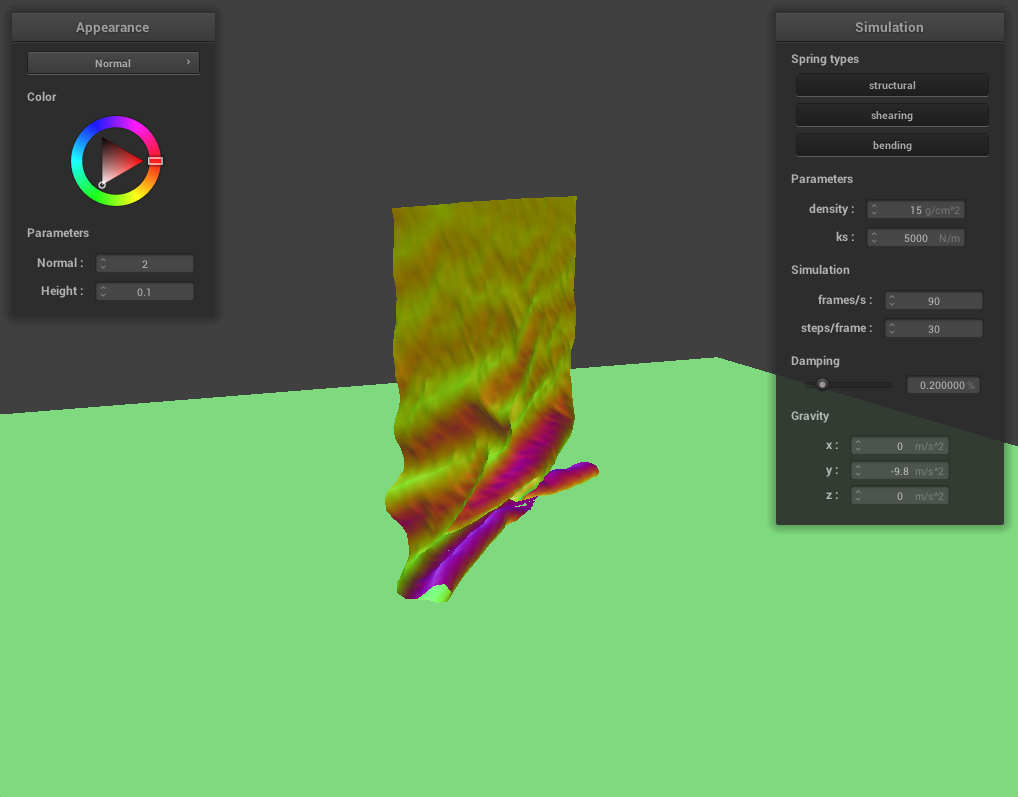 Appearance
Normal ›
Color
Parameters
Normal : 2
Height : 0.1
Simulation
Spring types
structural
shearing
bending
Parameters
density : 15 g/cm^2
ks : 5000 N/m
Simulation
frames/s : 90
steps/frame : 30
Damping
0.200000 %
Gravity
x : 0 m/s^2
y : -9.8 m/s^2
z : 0 m/s^2